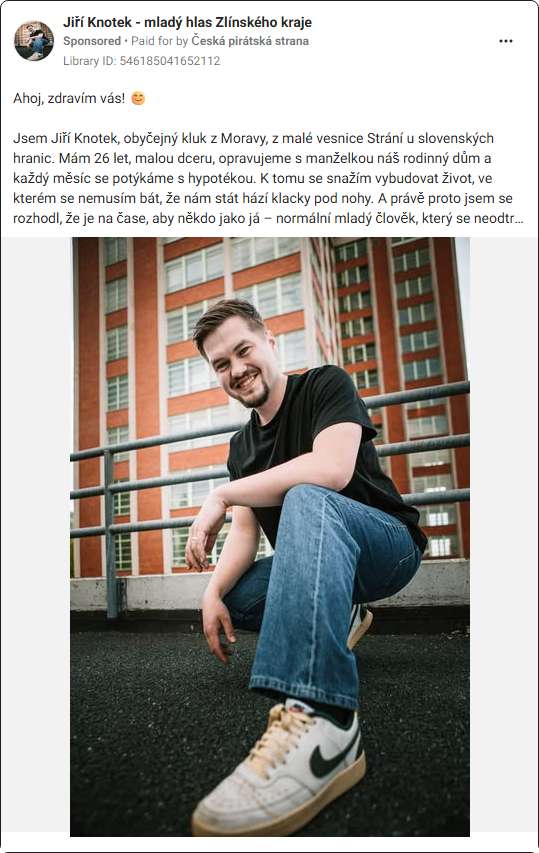 Jiří Knotek - mladý hlas Zlínského kraje
Sponsored • Paid for by Česká pirátská strana
Library ID: 546185041652112
Ahoj, zdravím vás! 😊
Jsem Jiří Knotek, obyčejný kluk z Moravy, z malé vesnice Strání u slovenských
hranic. Mám 26 let, malou dceru, opravujeme s manželkou náš rodinný dům a
každý měsíc se potýkáme s hypotékou. K tomu se snažím vybudovat život, ve
kterém se nemusím bát, že nám stát hází klacky pod nohy. A právě proto jsem se
rozhodl, že je na čase, aby někdo jako já – normální mladý člověk, který se neodtr...